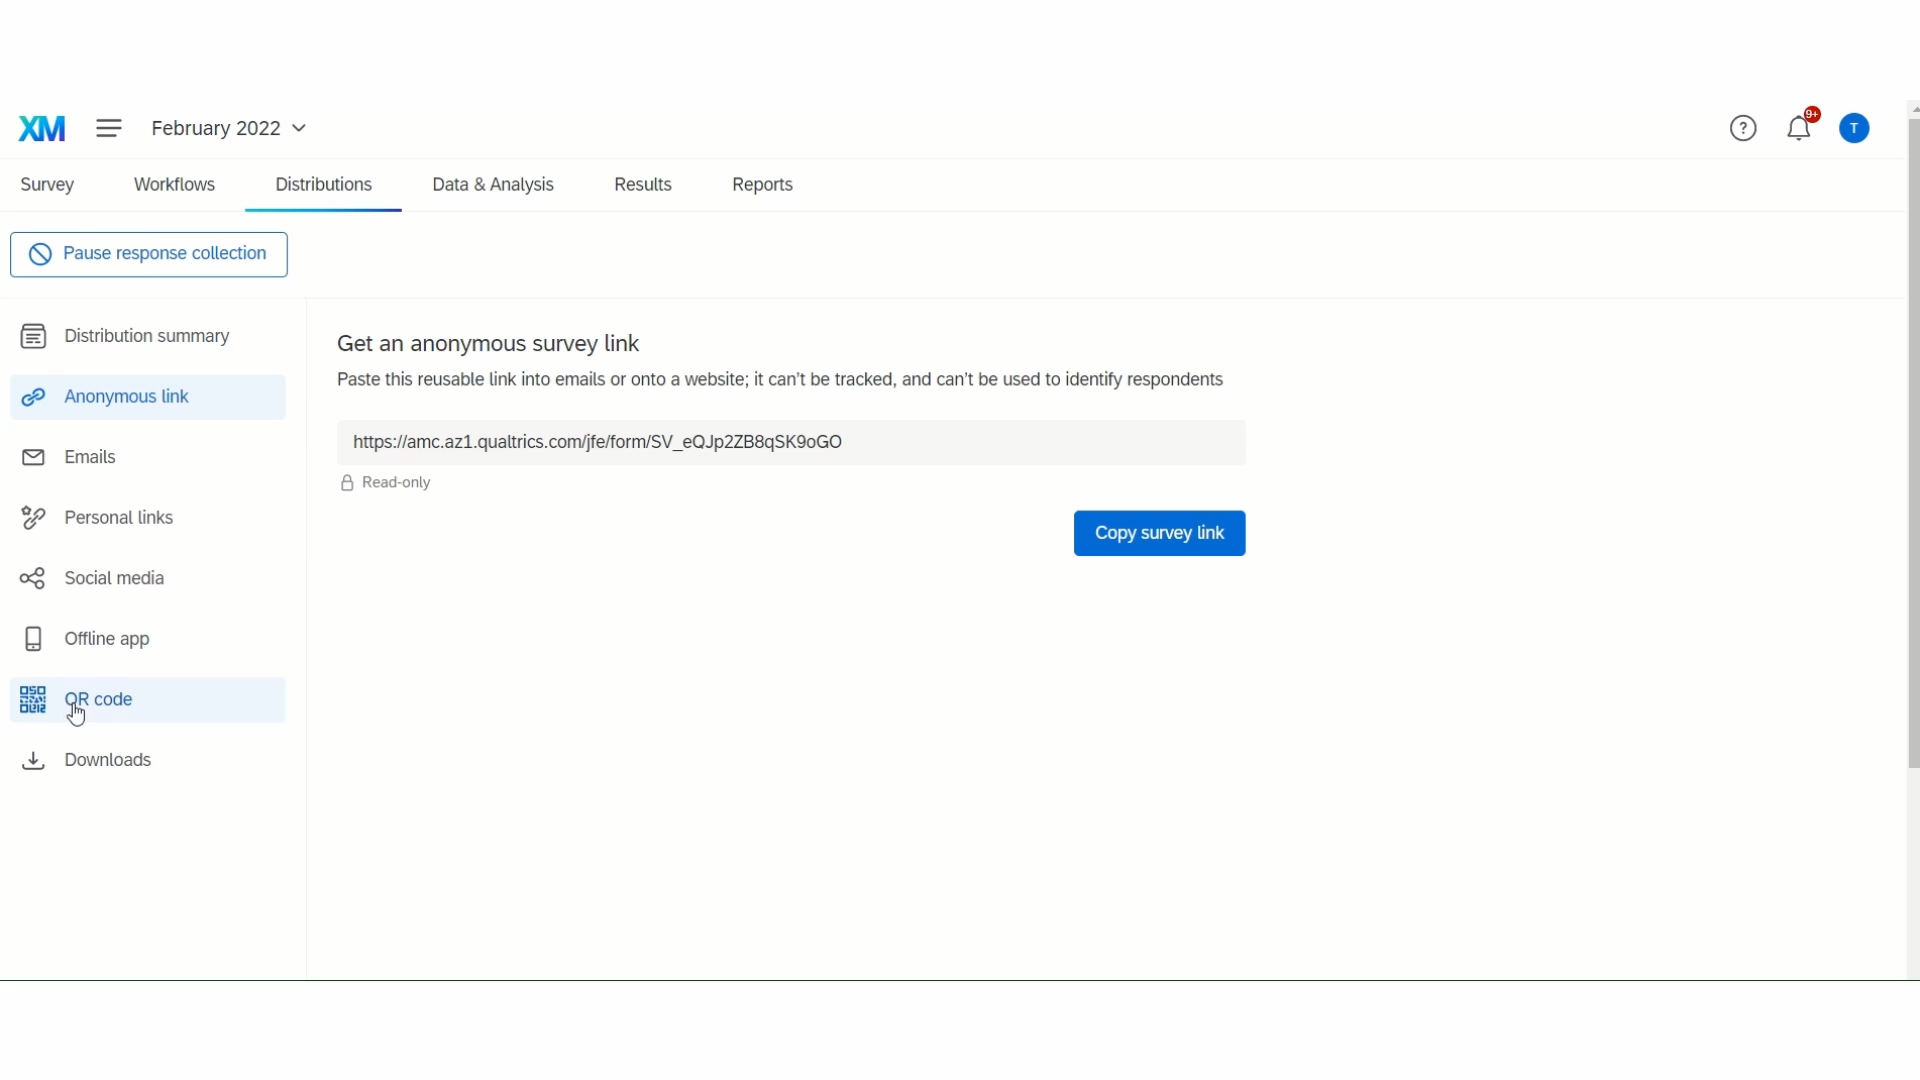 XM
February 2022
9+
T
Survey
Workflows
Distributions
Data & Analysis
Results
Reports
Pause response collection
Distribution summary
Anonymous link
Emails
Personal links
Social media
Offline app
QR code
Downloads
Get an anonymous survey link
Paste this reusable link into emails or onto a website; it can’t be tracked, and can’t be used to identify respondents
https://amc.az1.qualtrics.com/jfe/form/SV_eQJp2ZB8qSK9oGO
Read-only
Copy survey link